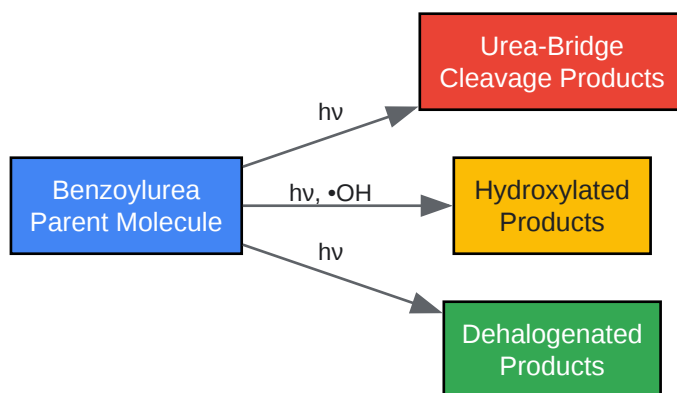 Urea-Bridge
Cleavage Products
hν
Benzoylurea
Parent Molecule
hν, •OH
Hydroxylated
Products
hν
Dehalogenated
Products